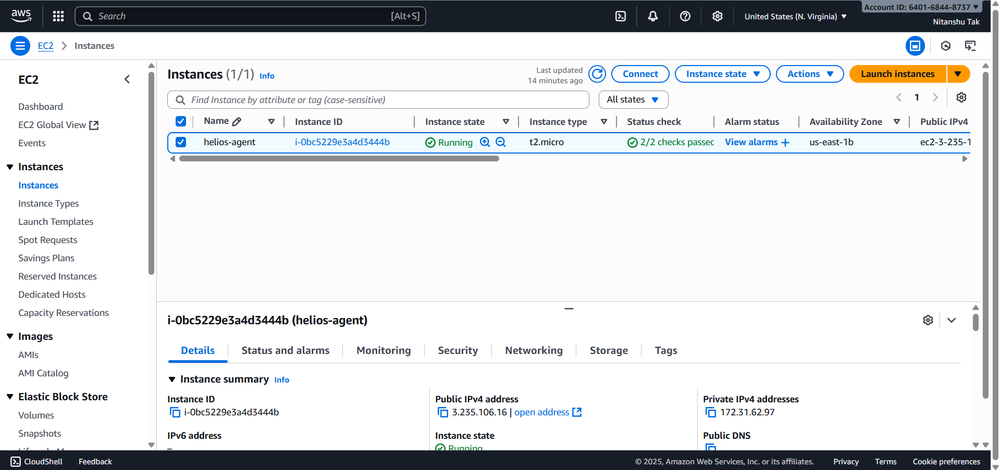 aws
Search
[Alt+S]
United States (N. Virginia)
Account ID: 6401-6844-8737
Nitanshu Tak
EC2
Instances
EC2
Dashboard
EC2 Global View
Events
Instances
Instances
Instance Types
Launch Templates
Spot Requests
Savings Plans
Reserved Instances
Dedicated Hosts
Capacity Reservations
Images
AMIs
AMI Catalog
Elastic Block Store
Volumes
Snapshots
Instances (1/1) Info
Last updated
14 minutes ago
Connect
Instance state
Actions
Launch instances
Find Instance by attribute or tag (case-sensitive)
All states
1
Name Instance ID Instance state Instance type Status check Alarm status Availability Zone Public IPv4
helios-agent i-0bc5229e3a4d3444b Running t2.micro 2/2 checks passed View alarms + us-east-1b ec2-3-235-1
i-0bc5229e3a4d3444b (helios-agent)
Details Status and alarms Monitoring Security Networking Storage Tags
Instance summary Info
Instance ID
i-0bc5229e3a4d3444b
Public IPv4 address
3.235.106.16 | open address
Private IPv4 addresses
172.31.62.97
IPv6 address
–
Instance state
Running
Public DNS
CloudShell Feedback
© 2025, Amazon Web Services, Inc. or its affiliates. Privacy Terms Cookie preferences